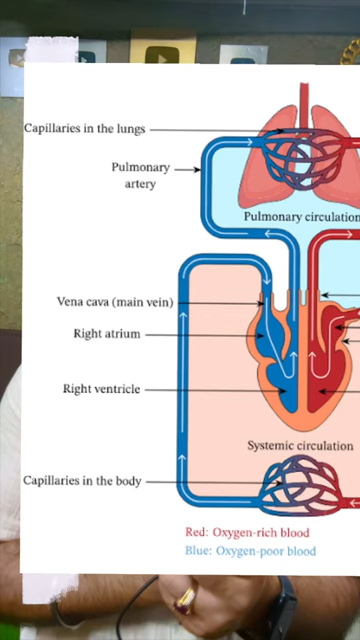 Capillaries in the lungs
Pulmonary
artery
Pulmonary circulation
Vena cava (main vein)
Right atrium
Right ventricle
Systemic circulation
Capillaries in the body
Red: Oxygen-rich blood
Blue: Oxygen-poor blood